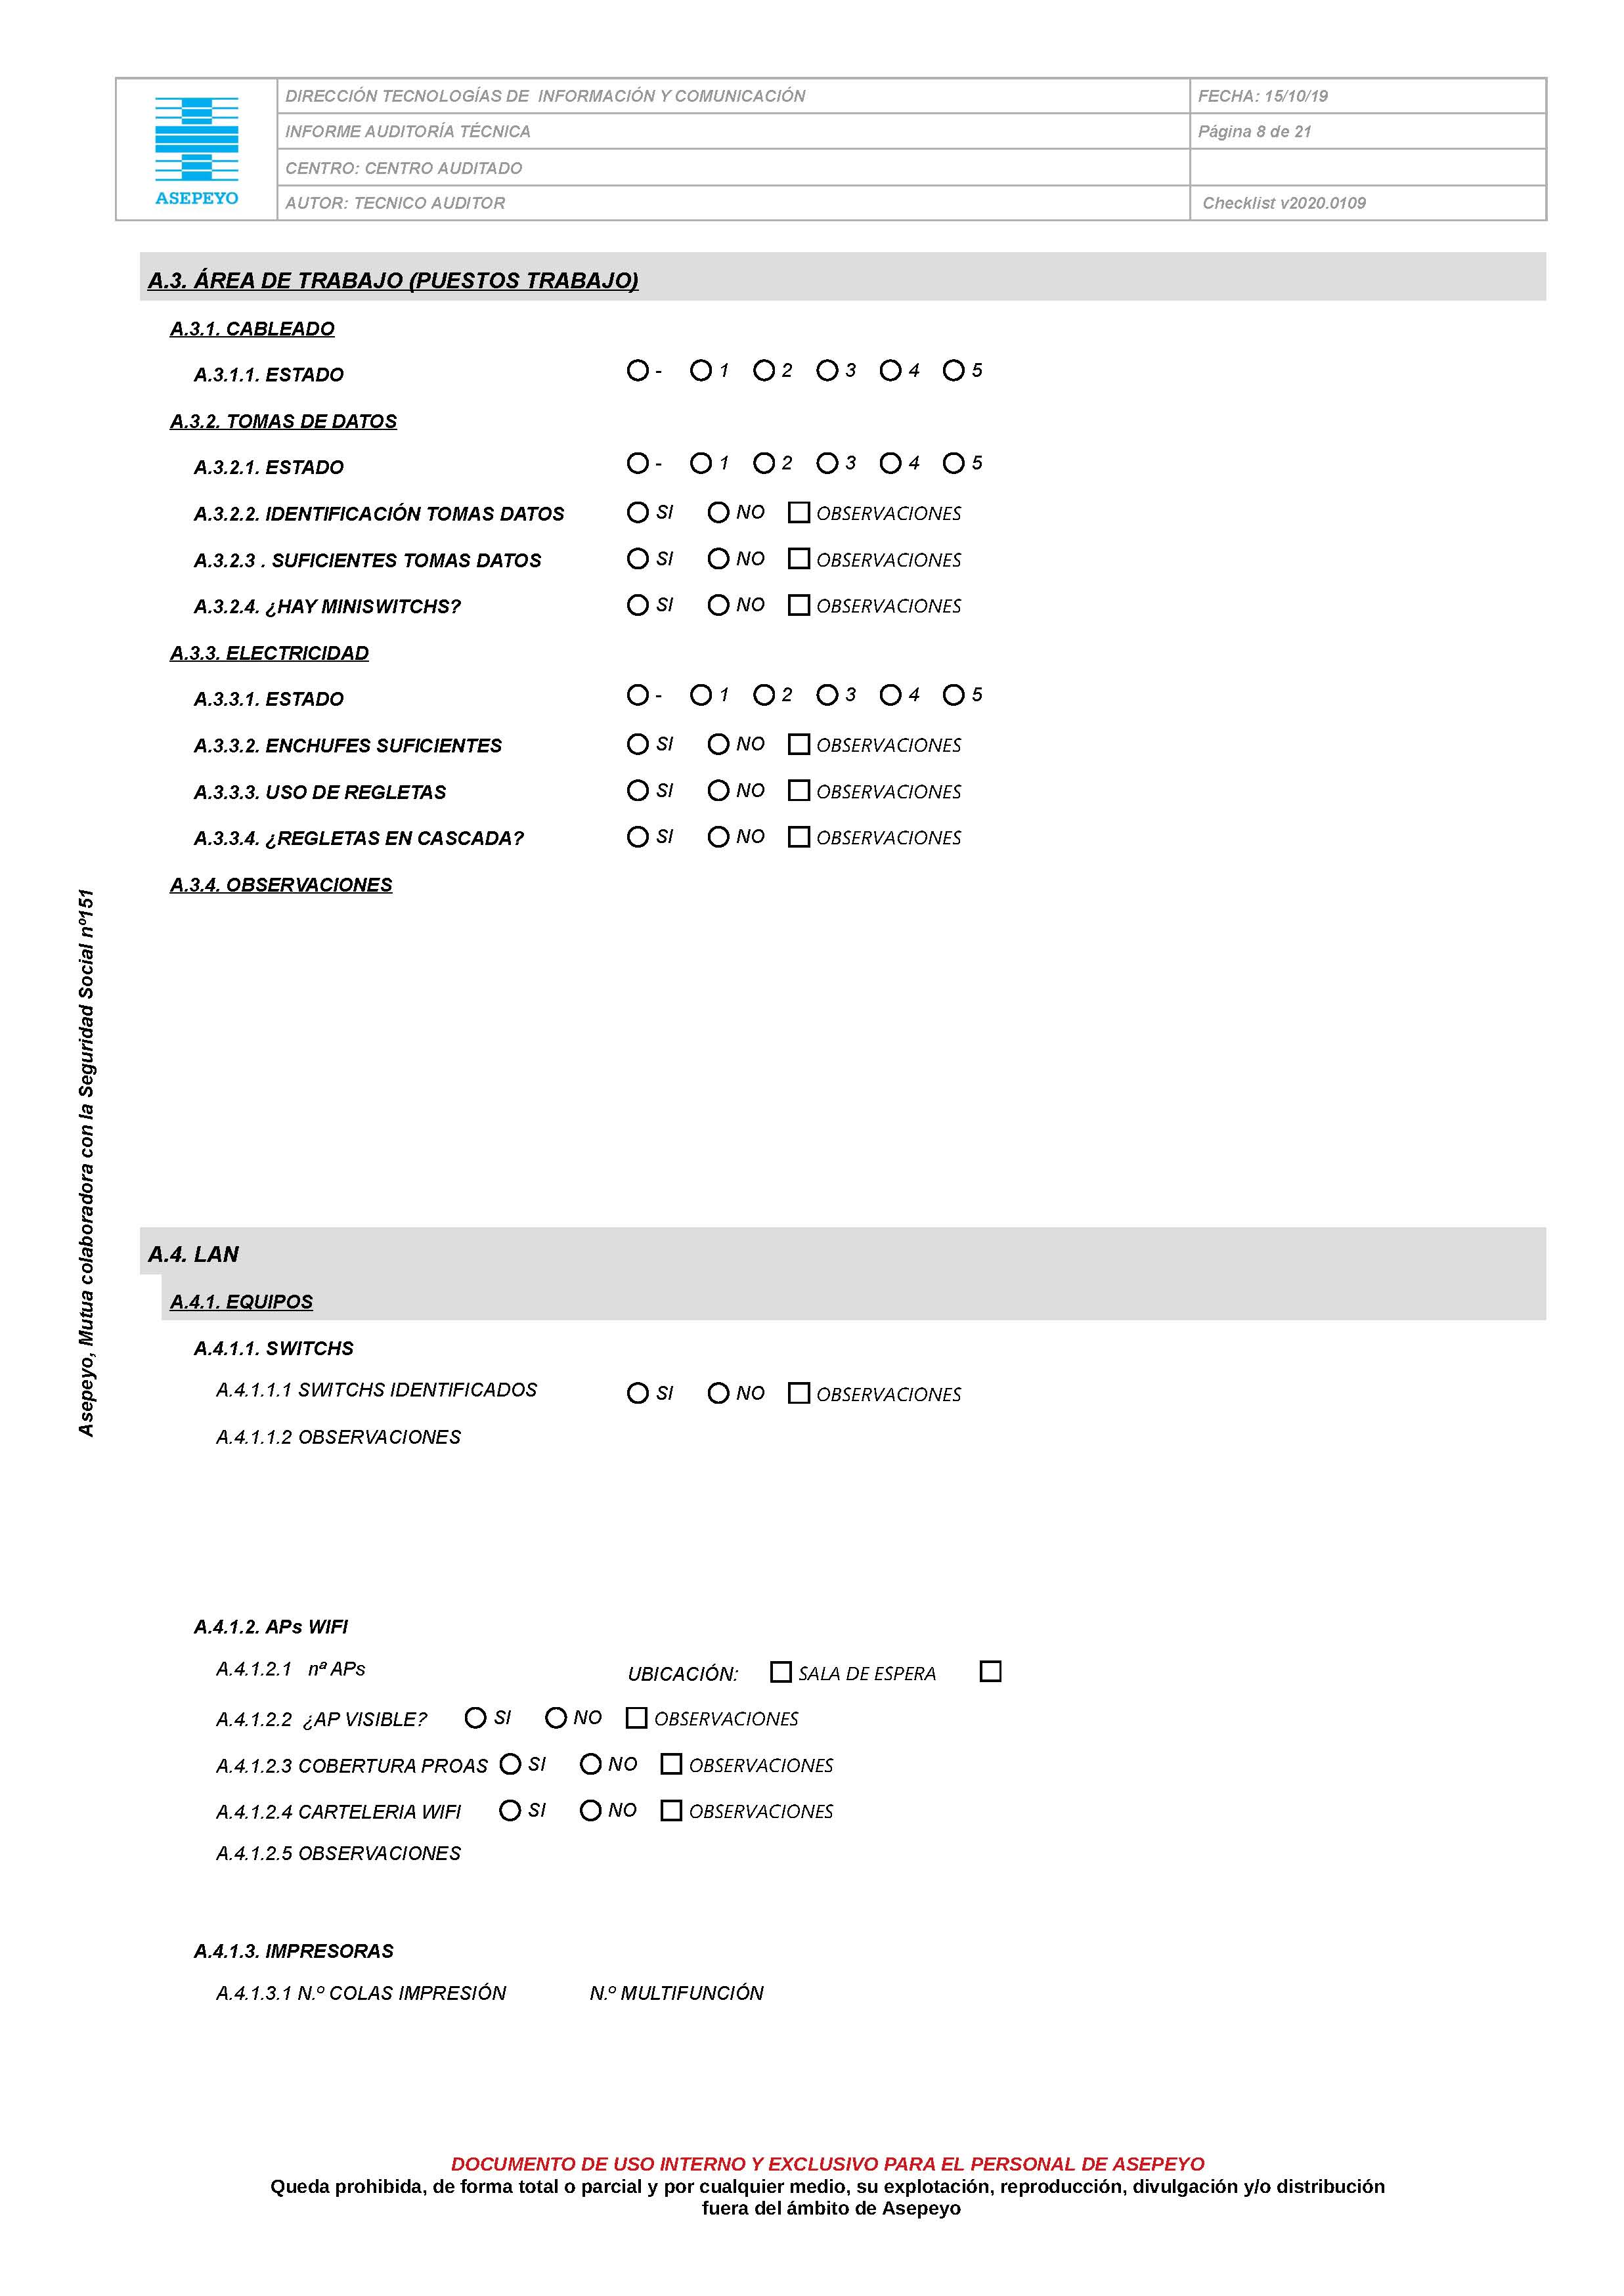 ASEPEYO
DIRECCIÓN TECNOLOGÍAS DE  INFORMACIÓN Y COMUNICACIÓN
FECHA: 15/10/19
INFORME AUDITORÍA TÉCNICA
Página 8 de 21
CENTRO: CENTRO AUDITADO
AUTOR: TECNICO AUDITOR
Checklist v2020.0109
A.3. ÁREA DE TRABAJO (PUESTOS TRABAJO)
A.3.1. CABLEADO
A.3.1.1. ESTADO - 1 2 3 4 5
A.3.2. TOMAS DE DATOS
A.3.2.1. ESTADO - 1 2 3 4 5
A.3.2.2. IDENTIFICACIÓN TOMAS DATOS SI NO OBSERVACIONES
A.3.2.3 . SUFICIENTES TOMAS DATOS SI NO OBSERVACIONES
A.3.2.4. ¿HAY MINISWITCHS? SI NO OBSERVACIONES
A.3.3. ELECTRICIDAD
A.3.3.1. ESTADO - 1 2 3 4 5
A.3.3.2. ENCHUFES SUFICIENTES SI NO OBSERVACIONES
A.3.3.3. USO DE REGLETAS SI NO OBSERVACIONES
A.3.3.4. ¿REGLETAS EN CASCADA? SI NO OBSERVACIONES
A.3.4. OBSERVACIONES
Asepeyo, Mutua colaboradora con la Seguridad Social nº151
A.4. LAN
A.4.1. EQUIPOS
A.4.1.1. SWITCHS
A.4.1.1.1 SWITCHS IDENTIFICADOS SI NO OBSERVACIONES
A.4.1.1.2 OBSERVACIONES
A.4.1.2. APs WIFI
A.4.1.2.1 nª APs UBICACIÓN: SALA DE ESPERA
A.4.1.2.2 ¿AP VISIBLE? SI NO OBSERVACIONES
A.4.1.2.3 COBERTURA PROAS SI NO OBSERVACIONES
A.4.1.2.4 CARTELERIA WIFI SI NO OBSERVACIONES
A.4.1.2.5 OBSERVACIONES
A.4.1.3. IMPRESORAS
A.4.1.3.1 N.º COLAS IMPRESIÓN N.º MULTIFUNCIÓN
DOCUMENTO DE USO INTERNO Y EXCLUSIVO PARA EL PERSONAL DE ASEPEYO
Queda prohibida, de forma total o parcial y por cualquier medio, su explotación, reproducción, divulgación y/o distribución
fuera del ámbito de Asepeyo